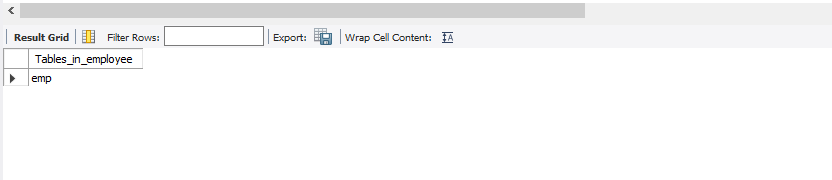 Result Grid Filter Rows: Export: Wrap Cell Content: A
Tables_in_employee
emp